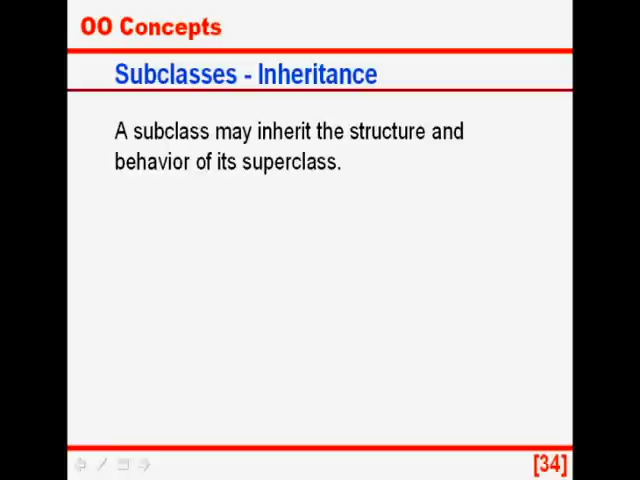 OO Concepts
Subclasses - Inheritance
A subclass may inherit the structure and
behavior of its superclass.
[34]